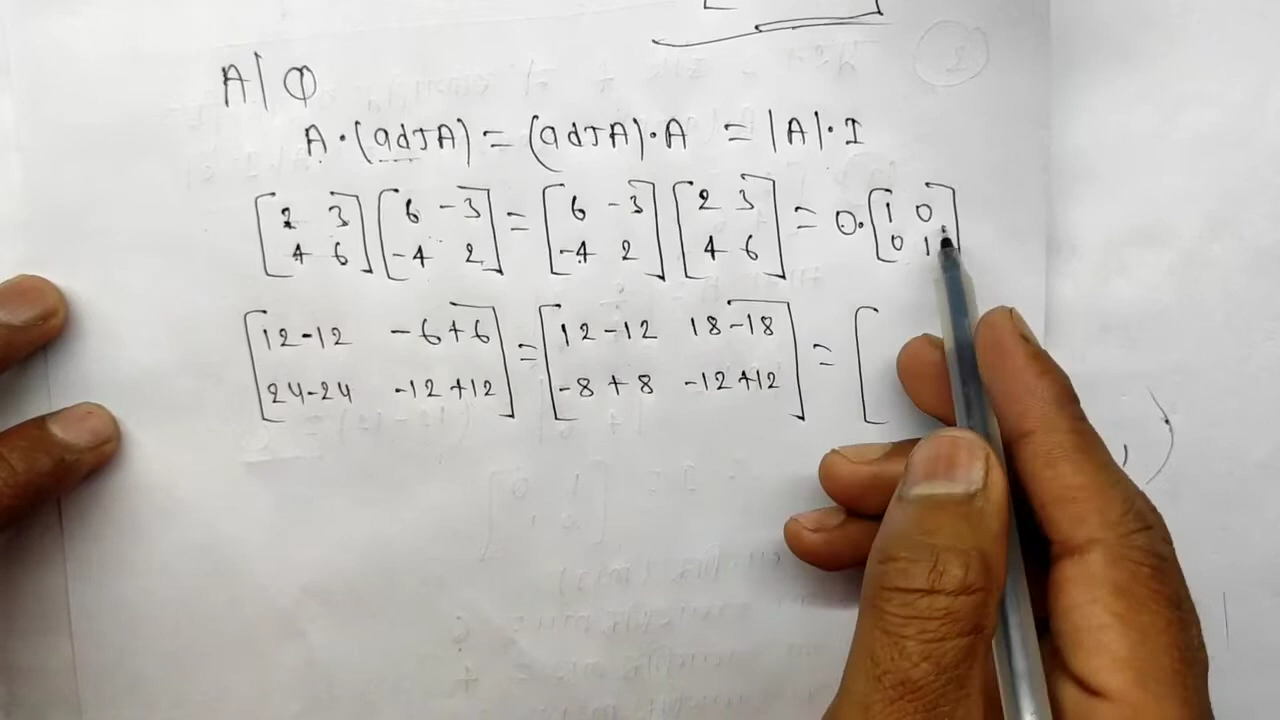 A|Q
A·(adJA) = (adJA)·A = |A|·I
[2 3 4 6] [6 -3 -4 2] = [6 -3 -4 2] [2 3 4 6] = 0·[1 0 0 1]
[12-12 -6+6 24-24 -12+12] = [12-12 18-18 -8+8 -12+12] = [